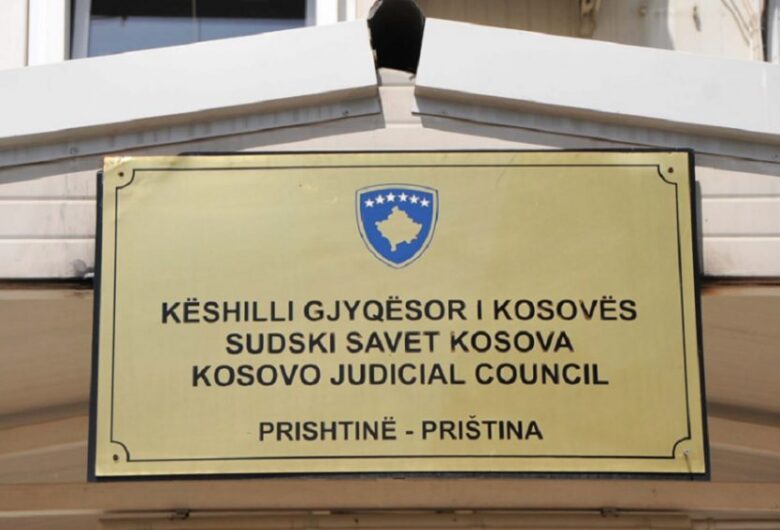 KËSHILLI GJYQËSOR I KOSOVËS
SUDSKI SAVET KOSOVA
KOSOVO JUDICIAL COUNCIL
PRISHTINË - PRIŠTINA